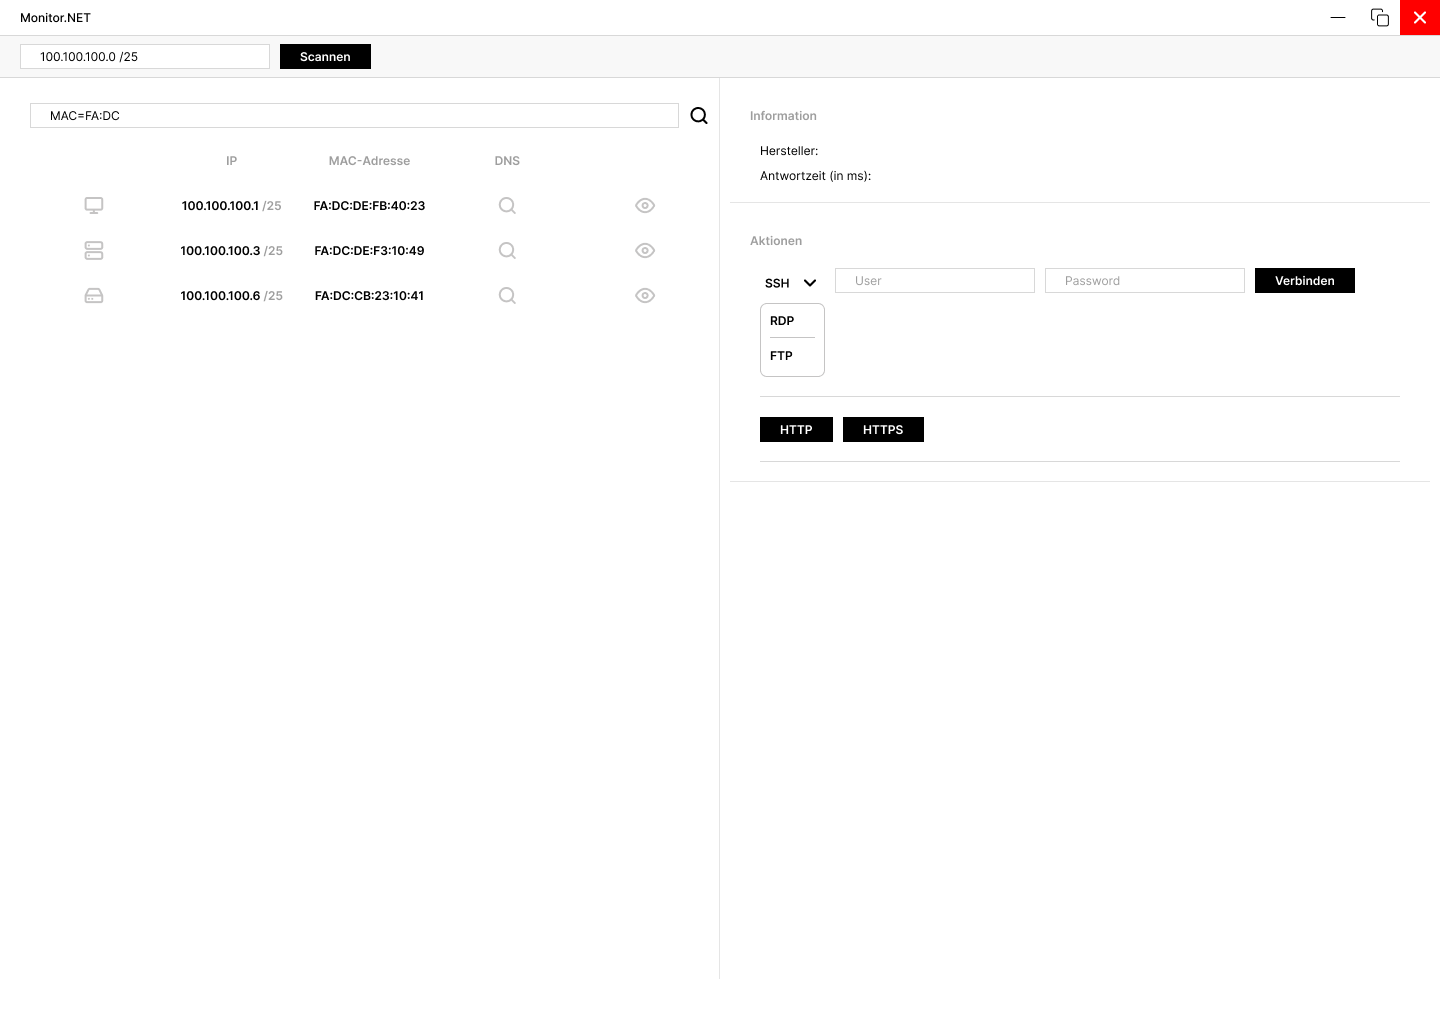 Monitor.NET
100.100.100.0 /25
Scannen
MAC=FA:DC
IP MAC-Adresse DNS
100.100.100.1 /25 FA:DC:DE:FB:40:23
100.100.100.3 /25 FA:DC:DE:F3:10:49
100.100.100.6 /25 FA:DC:CB:23:10:41
Information
Hersteller:
Antwortzeit (in ms):
Aktionen
SSH User Password Verbinden
RDP
FTP
HTTP HTTPS